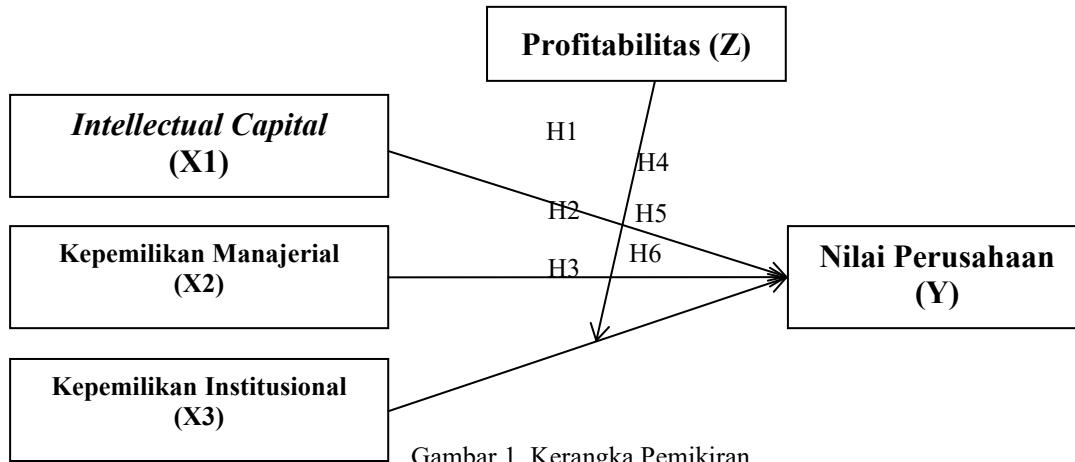 Profitabilitas (Z)
Intellectual Capital
(X1)
H1
H4
H2
H5
Kepemilikan Manajerial
(X2)
H6
H3
Nilai Perusahaan
(Y)
Kepemilikan Institusional
(X3)
Gambar 1. Kerangka Pemikiran